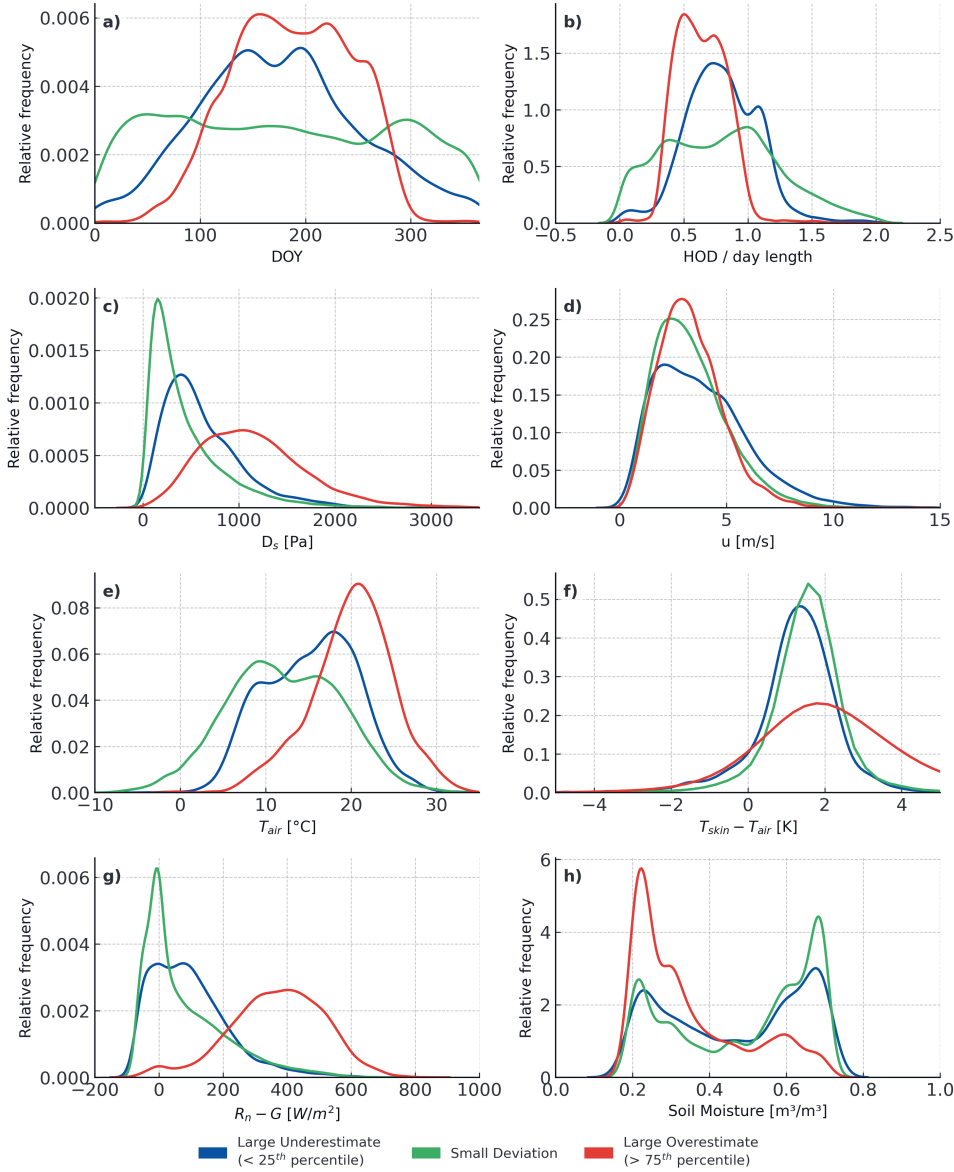 a)
Relative frequency
0.006
0.004
0.002
0.000
0
100
200
300
DOY
b)
Relative frequency
1.5
1.0
0.5
0.0
−0.5
0.0
0.5
1.0
1.5
2.0
2.5
HOD / day length
c)
Relative frequency
0.0020
0.0015
0.0010
0.0005
0.0000
0
1000
2000
3000
Dₛ [Pa]
d)
Relative frequency
0.25
0.20
0.15
0.10
0.05
0.00
0
5
10
15
u [m/s]
e)
Relative frequency
0.08
0.06
0.04
0.02
0.00
−10
0
10
20
30
T_air [°C]
f)
Relative frequency
0.5
0.4
0.3
0.2
0.1
0.0
−4
−2
0
2
4
T_skin − T_air [K]
g)
Relative frequency
0.006
0.004
0.002
0.000
−200
0
200
400
600
800
1000
R_n − G [W/m²]
h)
Relative frequency
6
4
2
0
0.0
0.2
0.4
0.6
0.8
1.0
Soil Moisture [m³/m³]
Large Underestimate
(< 25^th percentile)
Small Deviation
Large Overestimate
(> 75^th percentile)